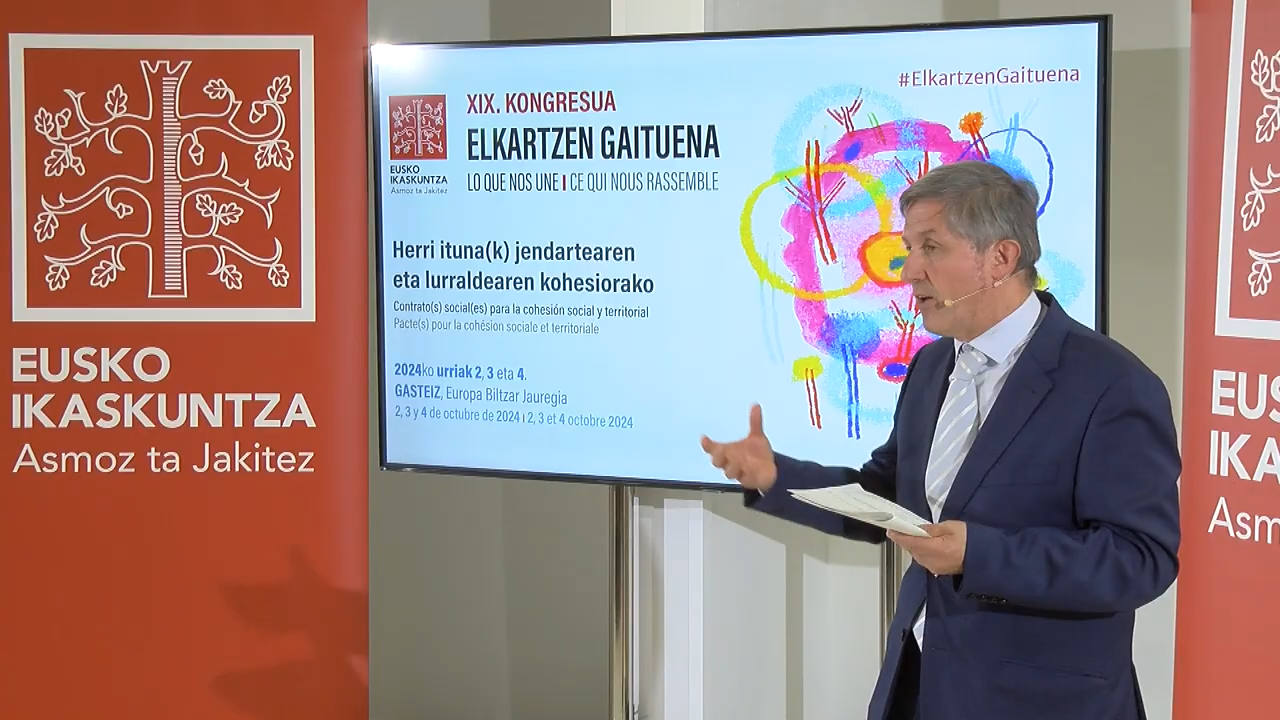 EUSKO
IKASKUNTZA
Asmoz ta Jakitez
#ElkartzenGaituena
XIX. KONGRESUA
ELKARTZEN GAITUENA
LO QUE NOS UNE | CE QUI NOUS RASSEMBLE
EUSKO
IKASKUNTZA
Asmoz ta Jakitez
Herri ituna(k) jendartearen
eta lurraldearen kohesiorako
Contrato(s) social(es) para la cohesión social y territorial
Pacte(s) pour la cohésion sociale et territoriale
2024ko urriak 2, 3 eta 4.
GASTEIZ, Europa Biltzar Jauregia
2, 3 y 4 de octubre de 2024 I 2, 3 et 4 octobre 2024
EUS
IKA
Asm